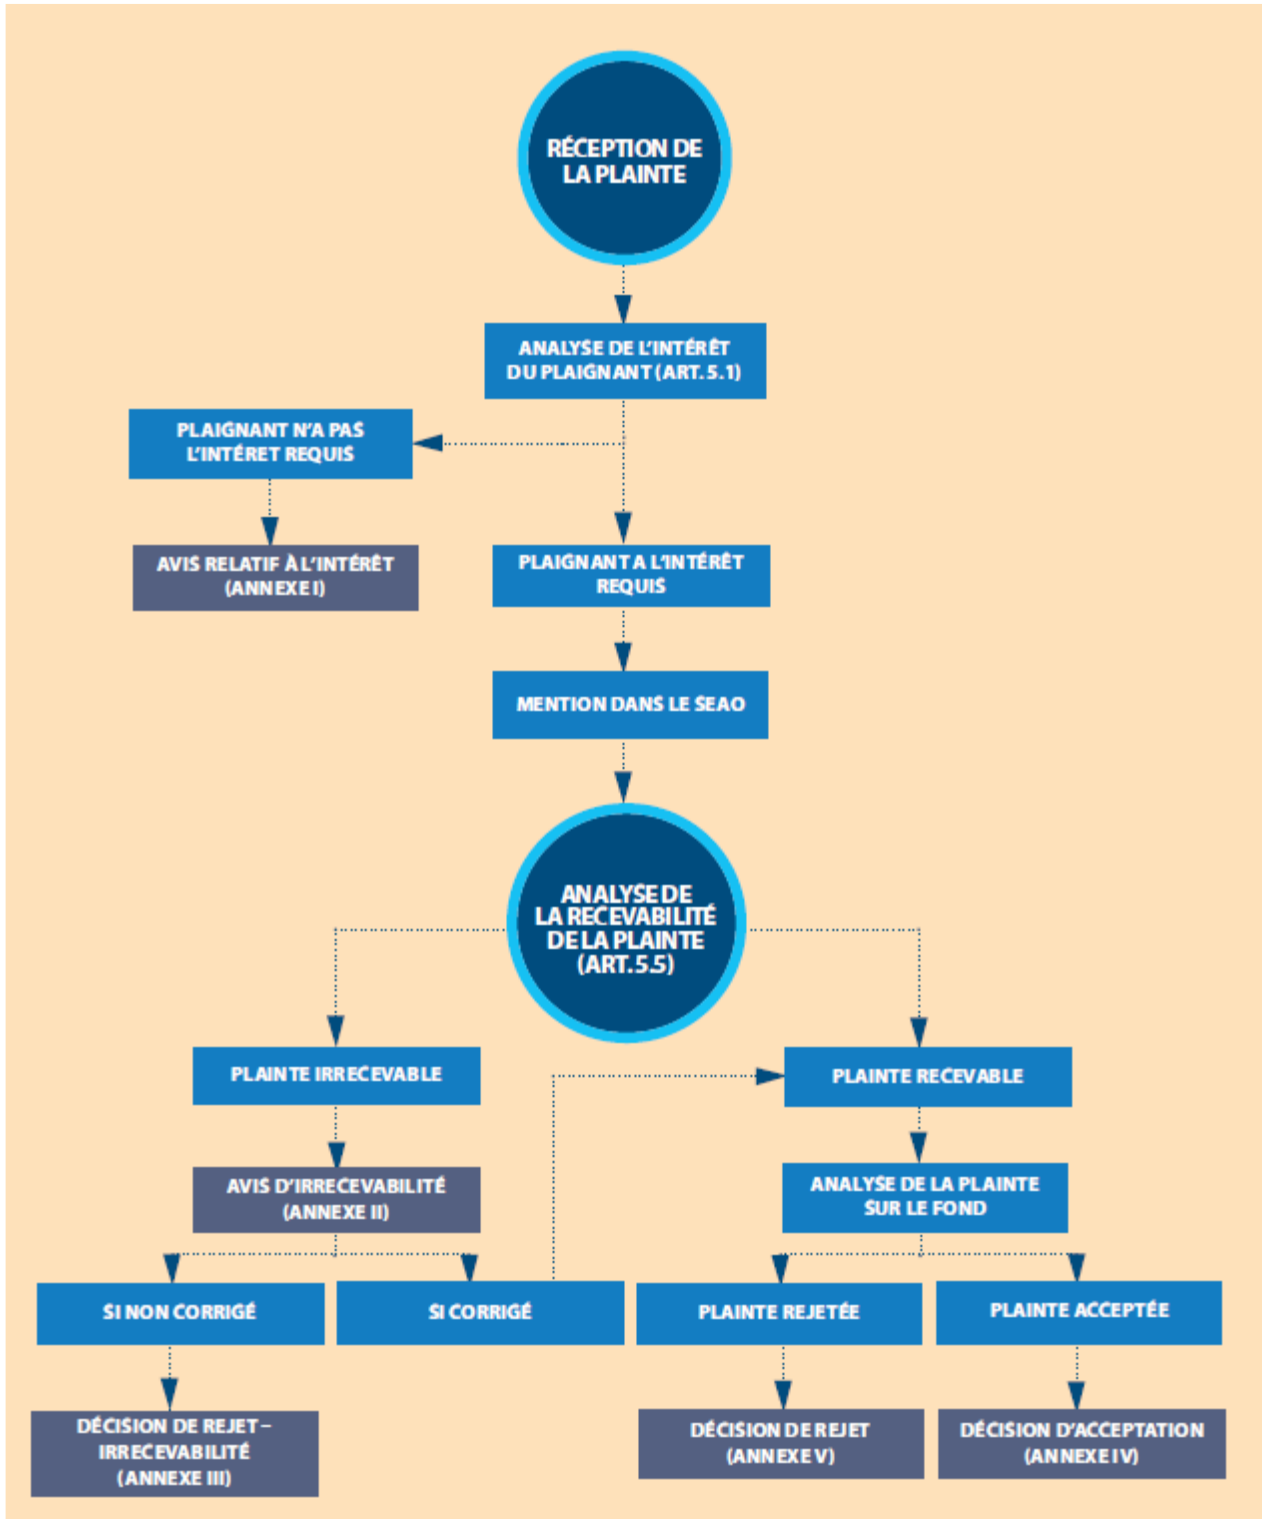 RÉCEPTION DE
LA PLAINTE
ANALYSE DE L'INTÉRÊT
DU PLAIGNANT (ART. 5.1)
PLAIGNANT N'A PAS
L'INTÉRET REQUIS
AVIS RELATIF À L'INTÉRÊT
(ANNEXE I)
PLAIGNANT A L'INTÉRÊT
REQUIS
MENTION DANS LE SEAO
ANALYSE DE
LA RECEVABILITÉ
DE LA PLAINTE
(ART. 5.5)
PLAINTE IRRECEVABLE
PLAINTE RECEVABLE
AVIS D'IRRECEVABILITÉ
(ANNEXE II)
ANALYSE DE LA PLAINTE
SUR LE FOND
SI NON CORRIGÉ
SI CORRIGÉ
PLAINTE REJETÉE
PLAINTE ACCEPTÉE
DÉCISION DE REJET –
IRRECEVABILITÉ
(ANNEXE III)
DÉCISION DE REJET
(ANNEXE V)
DÉCISION D'ACCEPTATION
(ANNEXE IV)